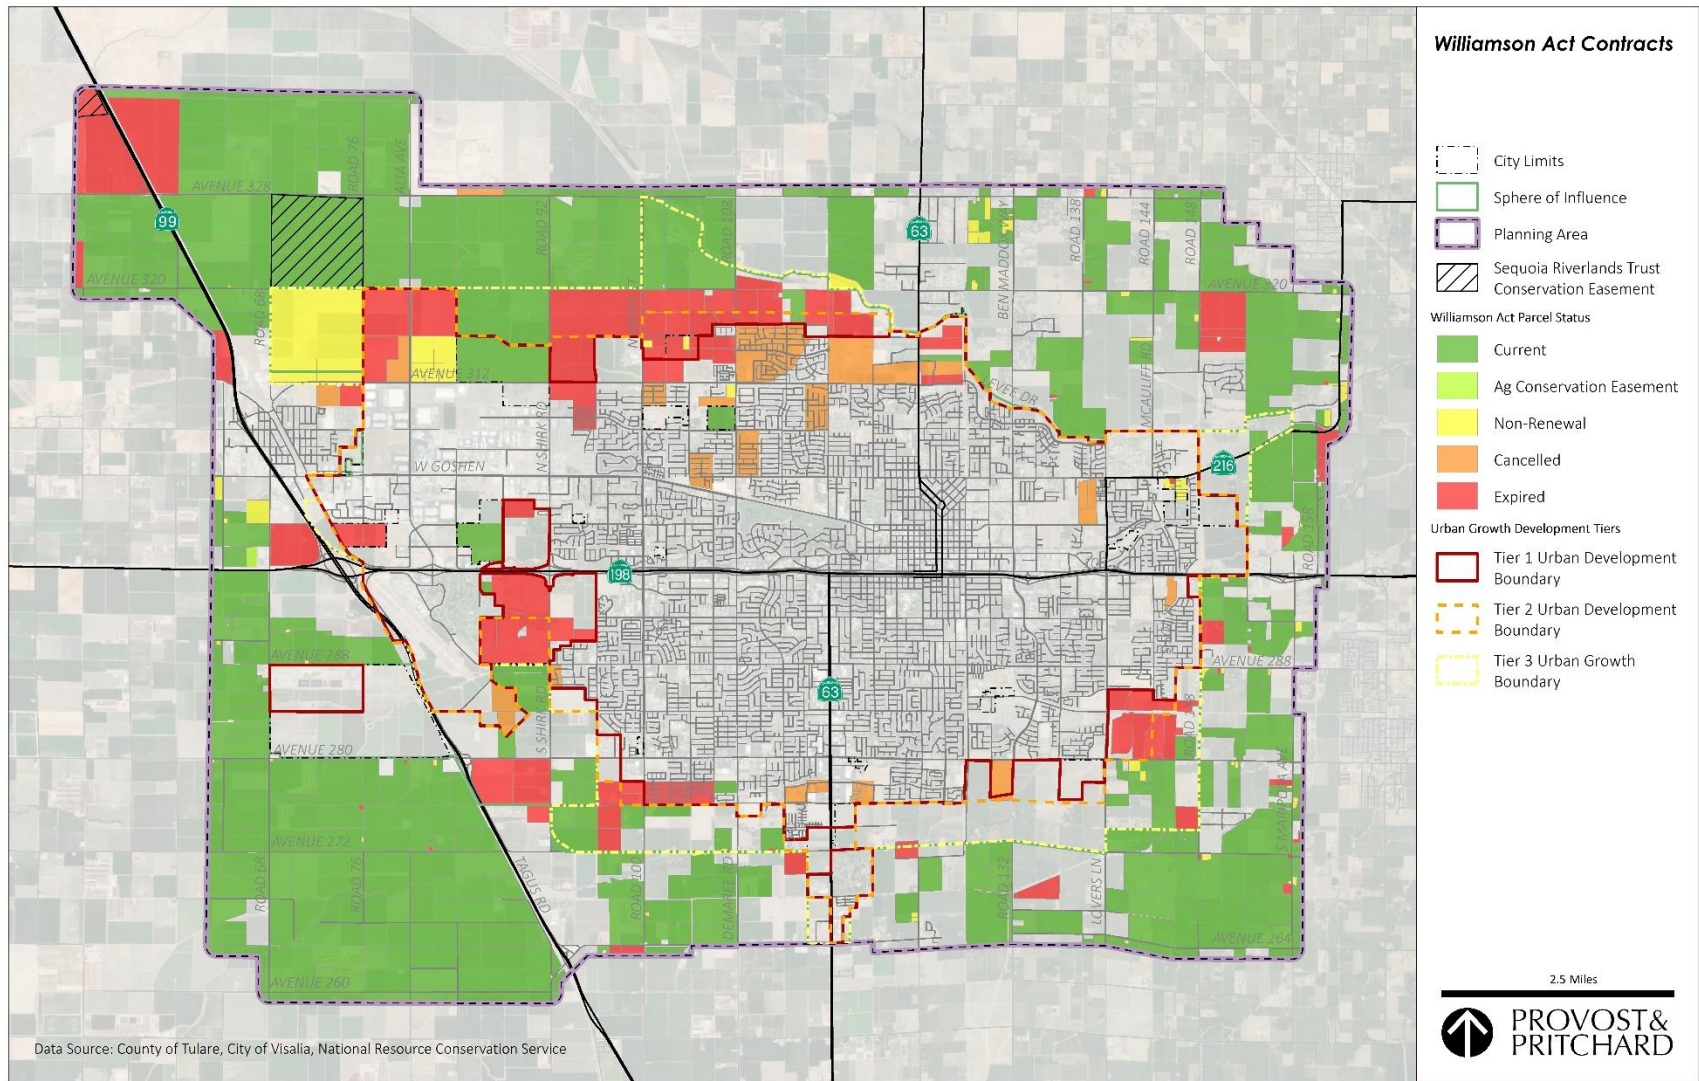 Williamson Act Contracts
City Limits
Sphere of Influence
Planning Area
Sequoia Riverlands Trust
Conservation Easement
Williamson Act Parcel Status
Current
Ag Conservation Easement
Non-Renewal
Cancelled
Expired
Urban Growth Development Tiers
Tier 1 Urban Development
Boundary
Tier 2 Urban Development
Boundary
Tier 3 Urban Growth
Boundary
2.5 Miles
PROVOST&
PRITCHARD
AVENUE 328
ROAD 76
ALTA AVE
99
AVENUE 320
ROAD 68
ROAD 92
ROAD 108
63
BEN MADDOX WAY
ROAD 138
ROAD 144
ROAD 148
AVENUE 320
AVENUE 312
LEVEE DR
MCAULIFF RD
N SHIRK RD
W GOSHEN
216
ROAD 158
198
AVENUE 288
AVENUE 288
63
S SHIRK RD
AVENUE 280
S MARIPOSA AVE
AVENUE 272
ROAD 68
ROAD 76
TAGUS RD
ROAD 100
DEMAREE RD
ROAD 132
LOVERS LN
AVENUE 264
AVENUE 260
Data Source: County of Tulare, City of Visalia, National Resource Conservation Service